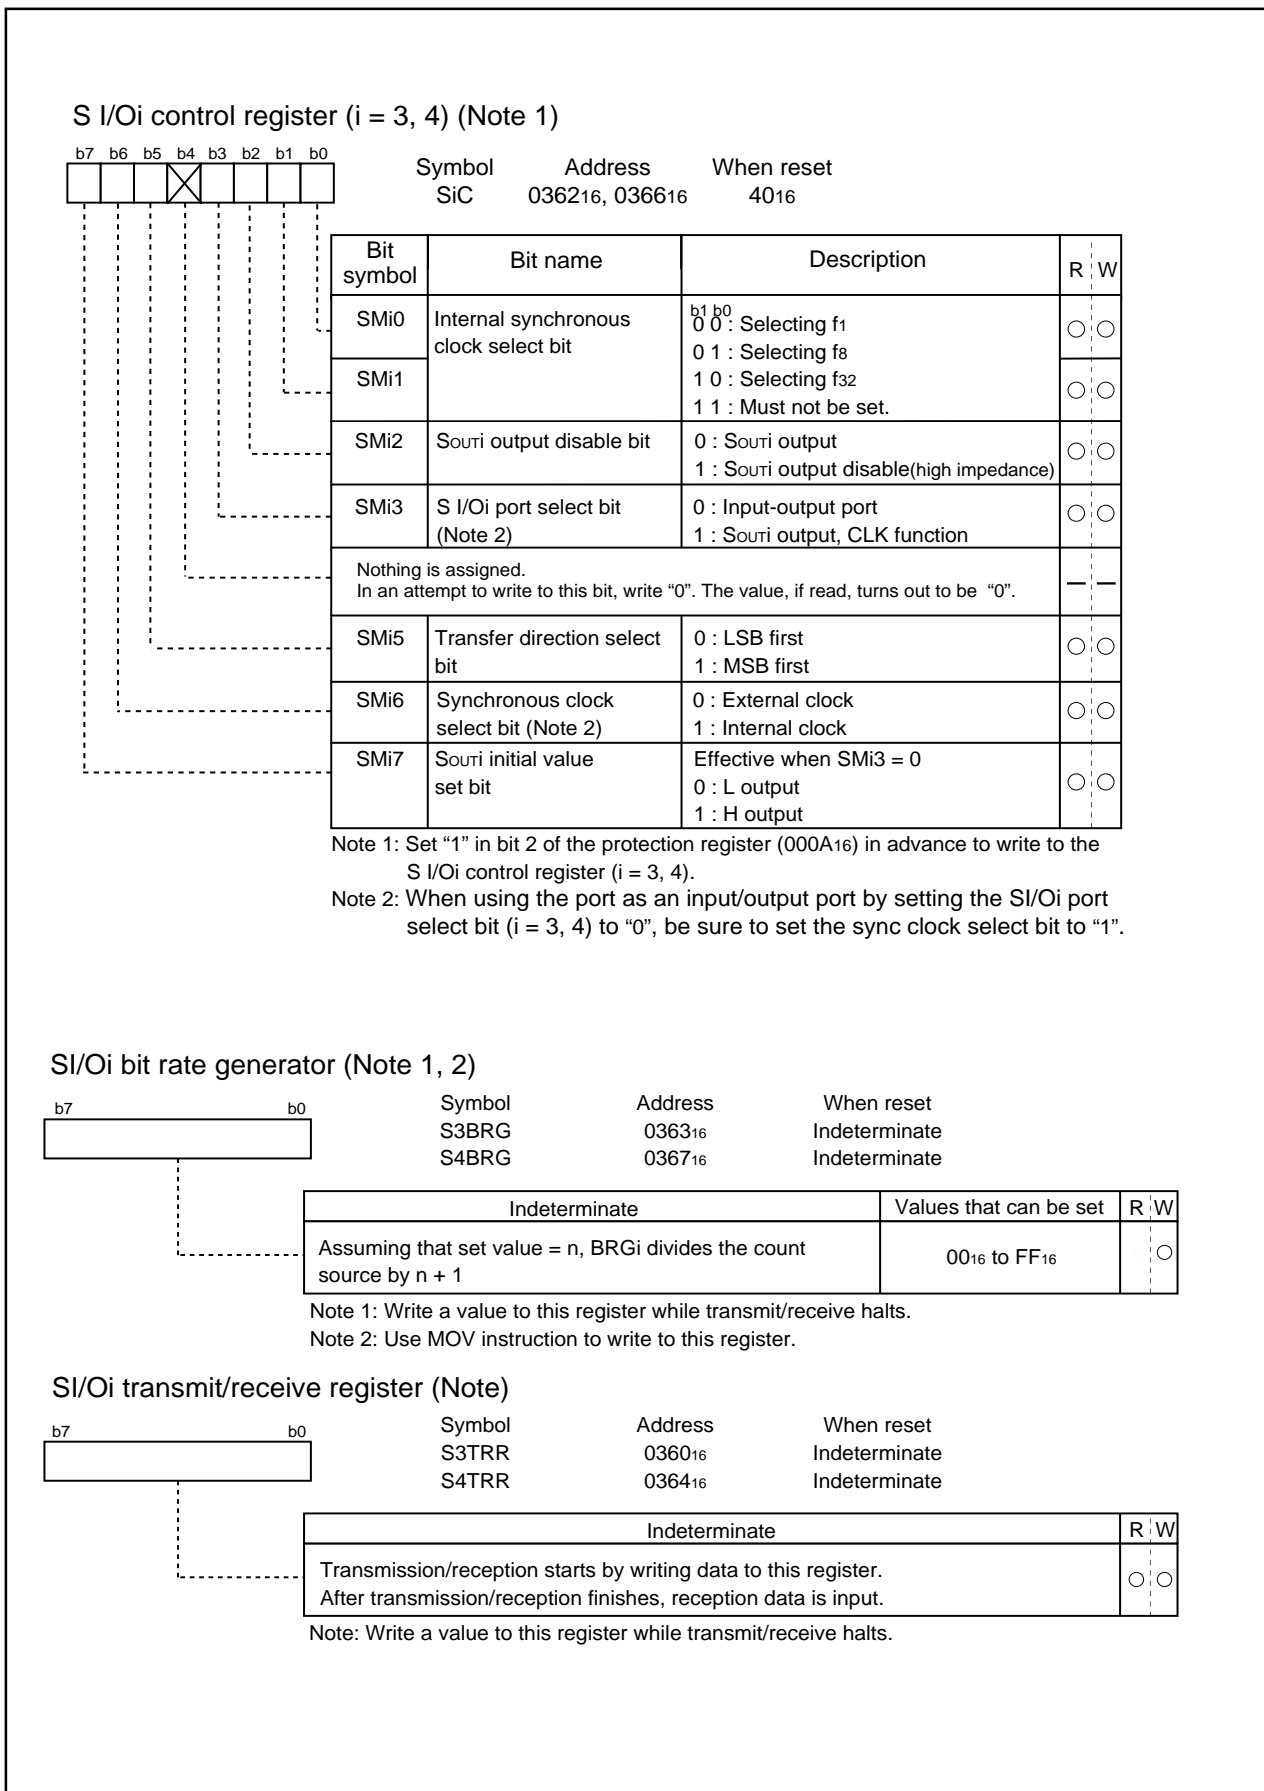 S I/Oi control register (i = 3, 4) (Note 1)
b7 b6 b5 b4 b3 b2 b1 b0
Symbol Address When reset
SiC 036216, 036616 4016
Bit symbol Bit name Description R W
SMi0 Internal synchronous clock select bit
b1 b0
0 0 : Selecting f1
0 1 : Selecting f8
SMi1
1 0 : Selecting f32
1 1 : Must not be set.
SMi2 SOUTi output disable bit 0 : SOUTi output
1 : SOUTi output disable(high impedance)
SMi3 S I/Oi port select bit 0 : Input-output port
(Note 2) 1 : SOUTi output, CLK function
Nothing is assigned.
In an attempt to write to this bit, write “0”. The value, if read, turns out to be “0”.
SMi5 Transfer direction select 0 : LSB first
bit 1 : MSB first
SMi6 Synchronous clock 0 : External clock
select bit (Note 2) 1 : Internal clock
SMi7 SOUTi initial value Effective when SMi3 = 0
set bit 0 : L output
1 : H output
Note 1: Set “1” in bit 2 of the protection register (000A16) in advance to write to the
S I/Oi control register (i = 3, 4).
Note 2: When using the port as an input/output port by setting the SI/Oi port
select bit (i = 3, 4) to “0”, be sure to set the sync clock select bit to “1”.
SI/Oi bit rate generator (Note 1, 2)
b7 b0
Symbol Address When reset
S3BRG 036316 Indeterminate
S4BRG 036716 Indeterminate
Indeterminate Values that can be set R W
Assuming that set value = n, BRGi divides the count
source by n + 1
0016 to FF16
Note 1: Write a value to this register while transmit/receive halts.
Note 2: Use MOV instruction to write to this register.
SI/Oi transmit/receive register (Note)
b7 b0
Symbol Address When reset
S3TRR 036016 Indeterminate
S4TRR 036416 Indeterminate
Indeterminate R W
Transmission/reception starts by writing data to this register.
After transmission/reception finishes, reception data is input.
Note: Write a value to this register while transmit/receive halts.